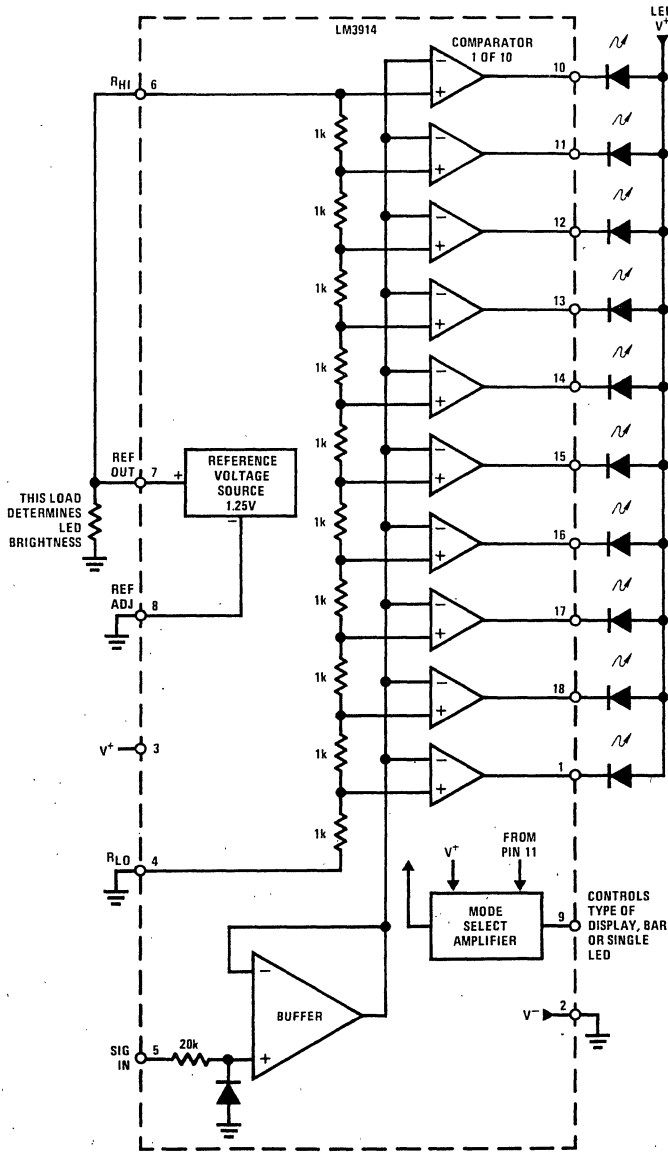 LM3914
LED
V+
COMPARATOR
1 OF 10
RHI
6
10
1k
11
1k
12
1k
13
1k
14
1k
15
REF
OUT
7
+
REFERENCE
VOLTAGE
SOURCE
1.25V
−
THIS LOAD
DETERMINES
LED
BRIGHTNESS
1k
16
1k
17
REF
ADJ
8
1k
18
V+
3
1k
1
1k
RLO
4
V+
FROM
PIN 11
MODE
SELECT
AMPLIFIER
9
CONTROLS
TYPE OF
DISPLAY, BAR
OR SINGLE
LED
−
BUFFER
+
V−
2
SIG
IN
5
20k